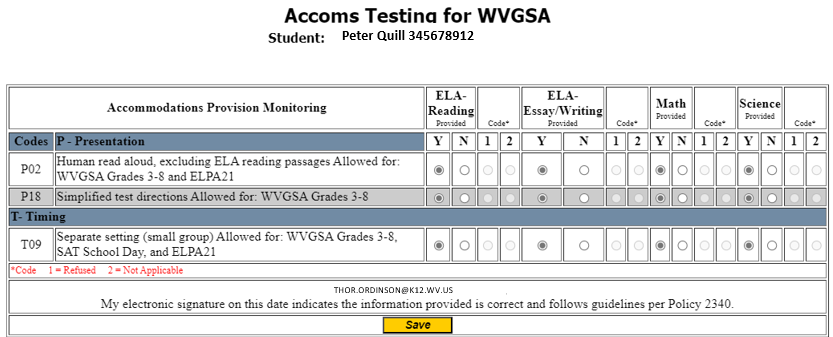 Accoms Testing for WVGSA
Student: Peter Quill 345678912
Accommodations Provision Monitoring
ELA-
Reading
Provided
Code*
ELA-
Essay/Writing
Provided
Code*
Math
Provided
Code*
Science
Provided
Code*
Codes P - Presentation Y N 1 2 Y N 1 2 Y N 1 2 Y N 1 2
P02 Human read aloud, excluding ELA reading passages Allowed for:
WVGSA Grades 3-8 and ELPA21
P18 Simplified test directions Allowed for: WVGSA Grades 3-8
T- Timing
T09 Separate setting (small group) Allowed for: WVGSA Grades 3-8,
SAT School Day, and ELPA21
*Code 1 = Refused 2 = Not Applicable
THOR.ORDINSON@K12.WV.US
My electronic signature on this date indicates the information provided is correct and follows guidelines per Policy 2340.
Save